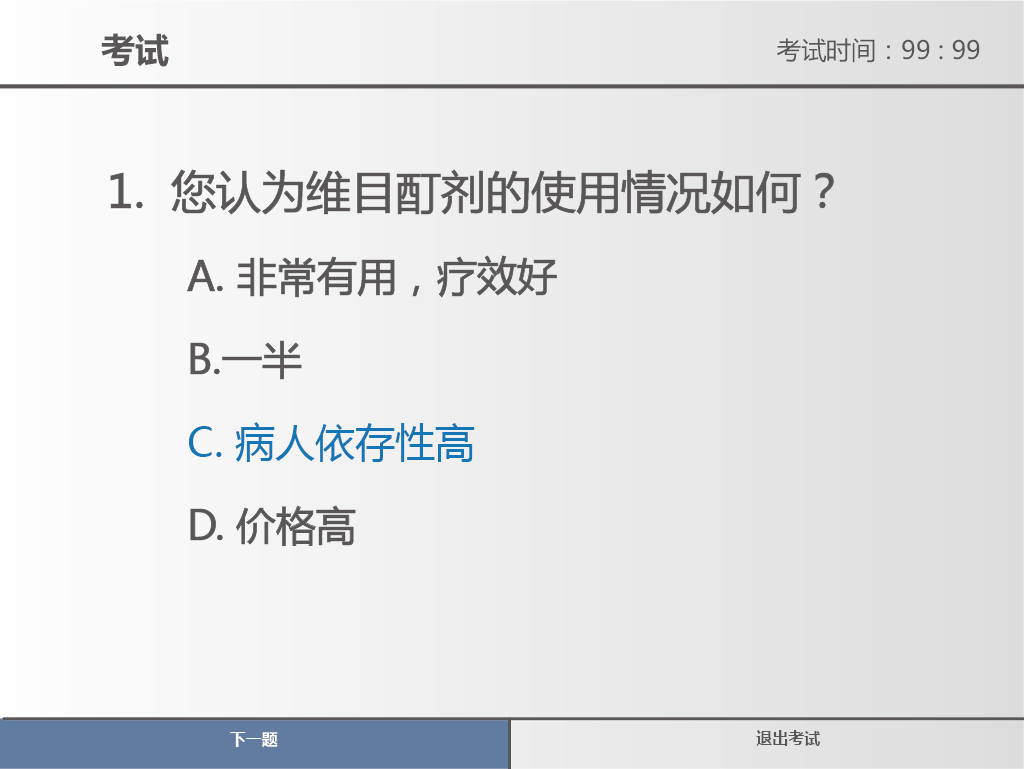 考试
考试时间：99：99
1. 您认为维目酊剂的使用情况如何？
A. 非常有用，疗效好
B.一半
C. 病人依存性高
D. 价格高
下一题
退出考试